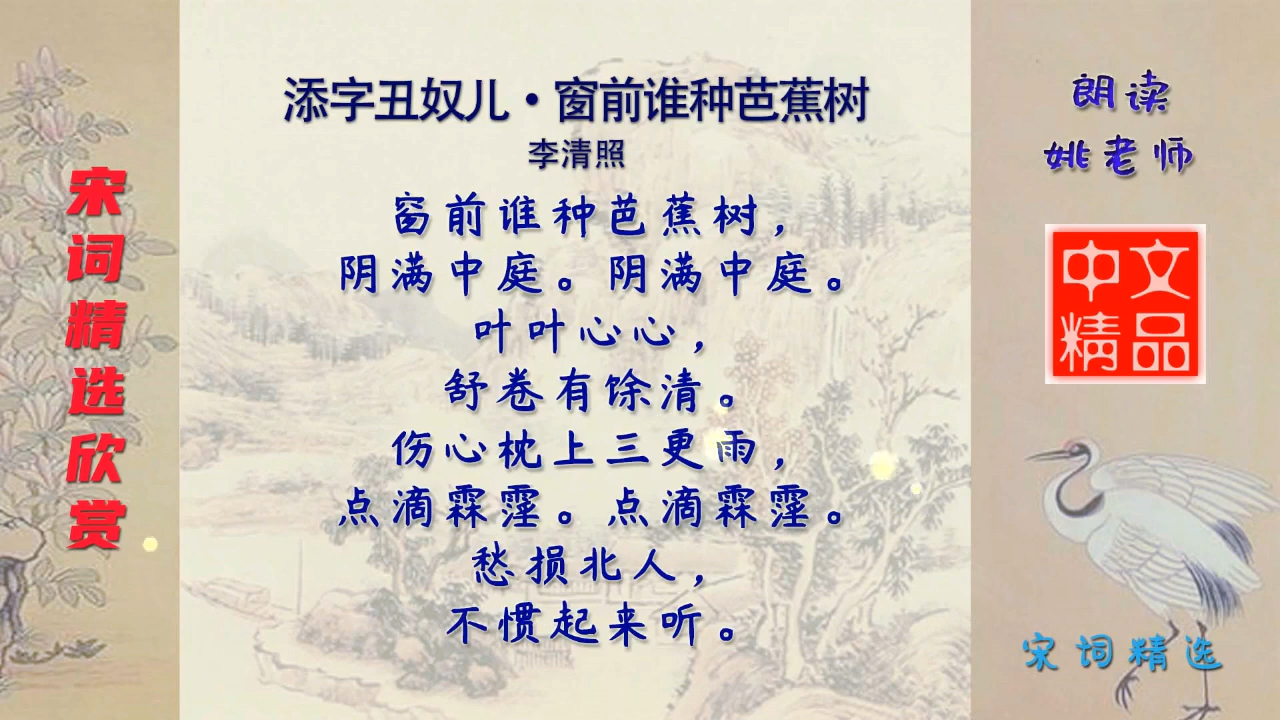 添字丑奴儿·窗前谁种芭蕉树
李清照
窗前谁种芭蕉树，
阴满中庭。阴满中庭。
叶叶心心，
舒卷有馀清。
伤心枕上三更雨，
点滴霖霪。点滴霖霪。
愁损北人，
不惯起来听。
宋词精选欣赏
朗读
姚老师
中文
精品
宋词精选